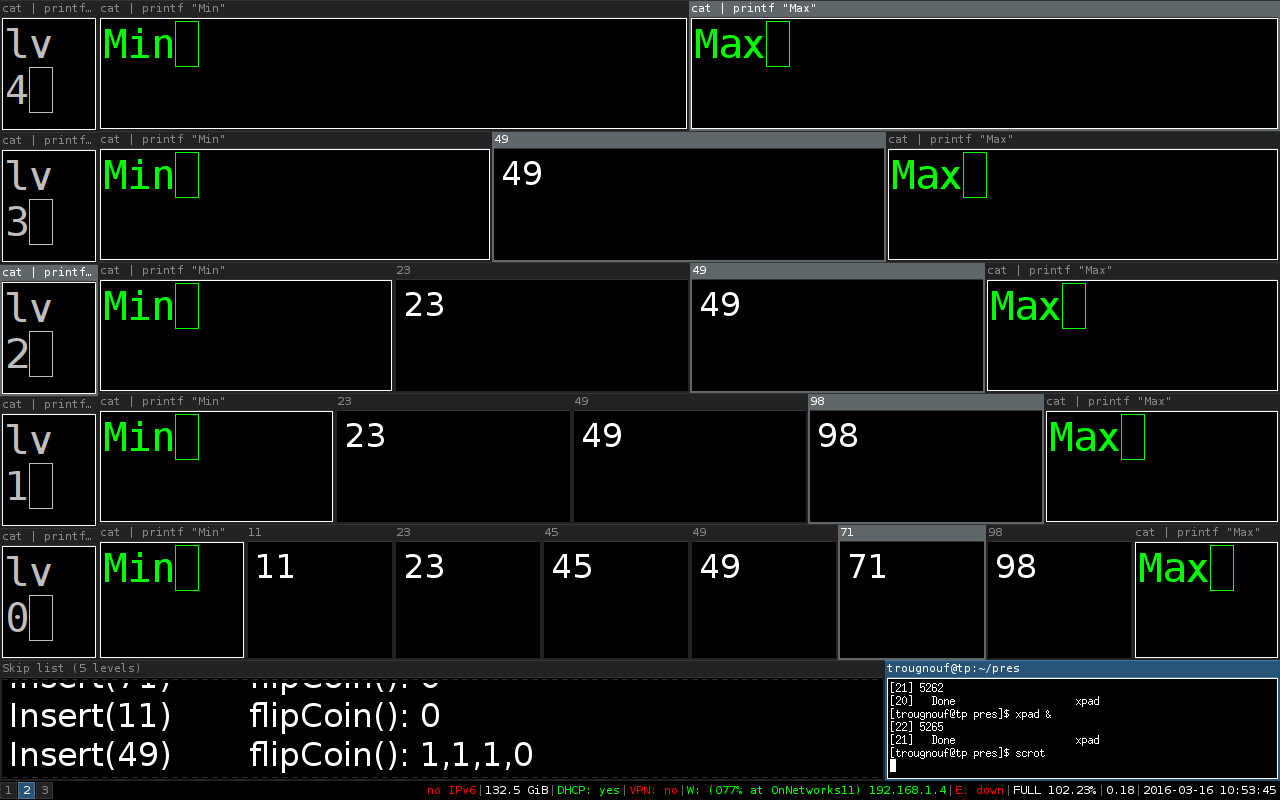 cat | printf… cat | printf "Min" cat | printf "Max"
lv Min Max
4
cat | printf… cat | printf "Min" 49 cat | printf "Max"
lv Min 49 Max
3
cat | printf… cat | printf "Min" 23 49 cat | printf "Max"
lv Min 23 49 Max
2
cat | printf… cat | printf "Min" 23 49 98 cat | printf "Max"
lv Min 23 49 98 Max
1
cat | printf… cat | printf "Min" 11 23 45 49 71 98 cat | printf "Max"
lv Min 11 23 45 49 71 98 Max
0
Skip list (5 levels)
Insert(71) flipCoin(): 0
Insert(11) flipCoin(): 0
Insert(49) flipCoin(): 1,1,1,0
trougnouf@tp:~/pres
[21] 5262
[20] Done xpad
[trougnouf@tp pres]$ xpad &
[22] 5265
[21] Done xpad
[trougnouf@tp pres]$ scrot
1 2 3 no IPv6|132.5 GiB|DHCP: yes|VPN: no|W: (077% at OnNetworks11) 192.168.1.4|E: down|FULL 102.23%|0.18|2016-03-16 10:53:45